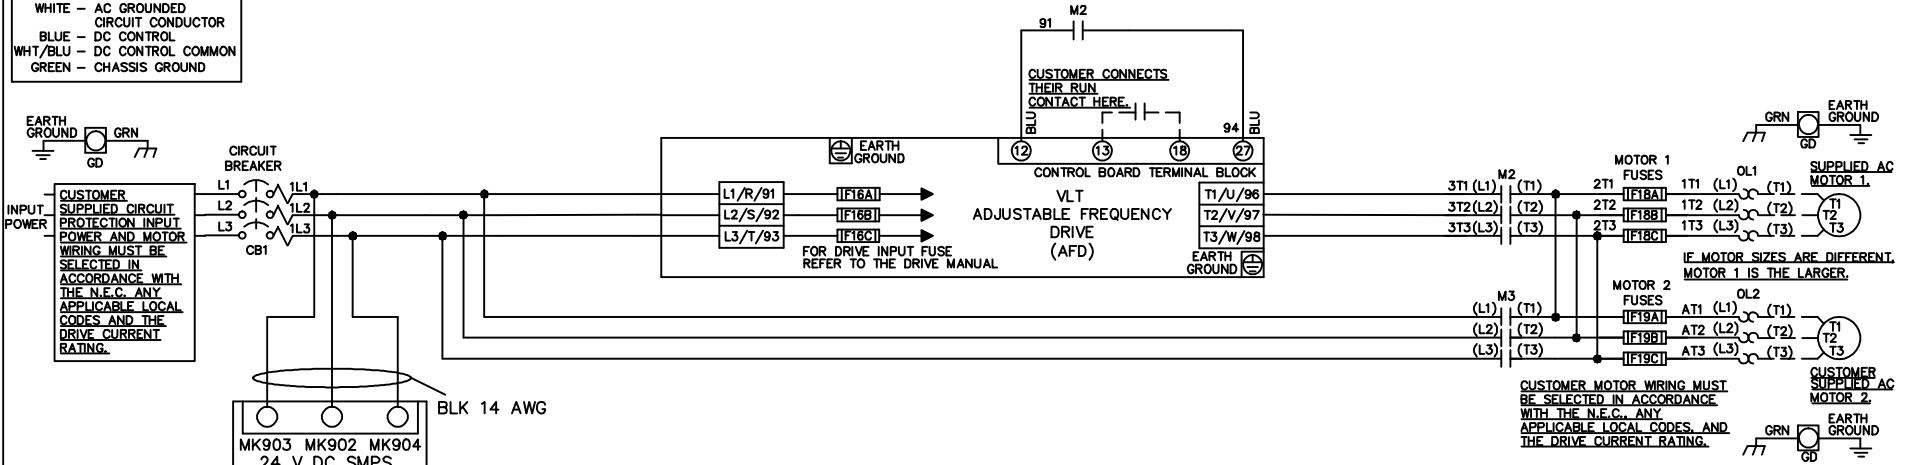 WHITE – AC GROUNDED
CIRCUIT CONDUCTOR
BLUE – DC CONTROL
WHT/BLU – DC CONTROL COMMON
GREEN – CHASSIS GROUND
EARTH
GROUND
GRN
GD
INPUT
POWER
CUSTOMER
SUPPLIED CIRCUIT
PROTECTION INPUT
POWER AND MOTOR
WIRING MUST BE
SELECTED IN
ACCORDANCE WITH
THE N.E.C. ANY
APPLICABLE LOCAL
CODES AND THE
DRIVE CURRENT
RATING.
CIRCUIT
BREAKER
L1
L2
L3
CB1
1L1
1L2
1L3
BLK 14 AWG
MK903 MK902 MK904
24 V DC SMPS
M2
91
CUSTOMER CONNECTS
THEIR RUN
CONTACT HERE.
BLU
94
BLU
12
13
18
27
CONTROL BOARD TERMINAL BLOCK
EARTH
GROUND
L1/R/91
L2/S/92
L3/T/93
F16A
F16B
F16C
FOR DRIVE INPUT FUSE
REFER TO THE DRIVE MANUAL
VLT
ADJUSTABLE FREQUENCY
DRIVE
(AFD)
T1/U/96
T2/V/97
T3/W/98
EARTH
GROUND
M2
3T1 (L1) (T1)
3T2(L2) (T2)
3T3(L3) (T3)
MOTOR 1
FUSES
2T1 F18A 1T1 (L1)
2T2 F18B 1T2 (L2)
2T3 F18C 1T3 (L3)
OL1
(T1)
(T2)
(T3)
T1
T2
T3
GRN
EARTH
GROUND
GD
SUPPLIED AC
MOTOR 1.
IF MOTOR SIZES ARE DIFFERENT,
MOTOR 1 IS THE LARGER.
M3
(L1) (T1)
(L2) (T2)
(L3) (T3)
MOTOR 2
FUSES
F19A AT1 (L1)
F19B AT2 (L2)
F19C AT3 (L3)
OL2
(T1)
(T2)
(T3)
T1
T2
T3
CUSTOMER
SUPPLIED AC
MOTOR 2.
CUSTOMER MOTOR WIRING MUST
BE SELECTED IN ACCORDANCE
WITH THE N.E.C., ANY
APPLICABLE LOCAL CODES, AND
THE DRIVE CURRENT RATING.
GRN
EARTH
GROUND
GD